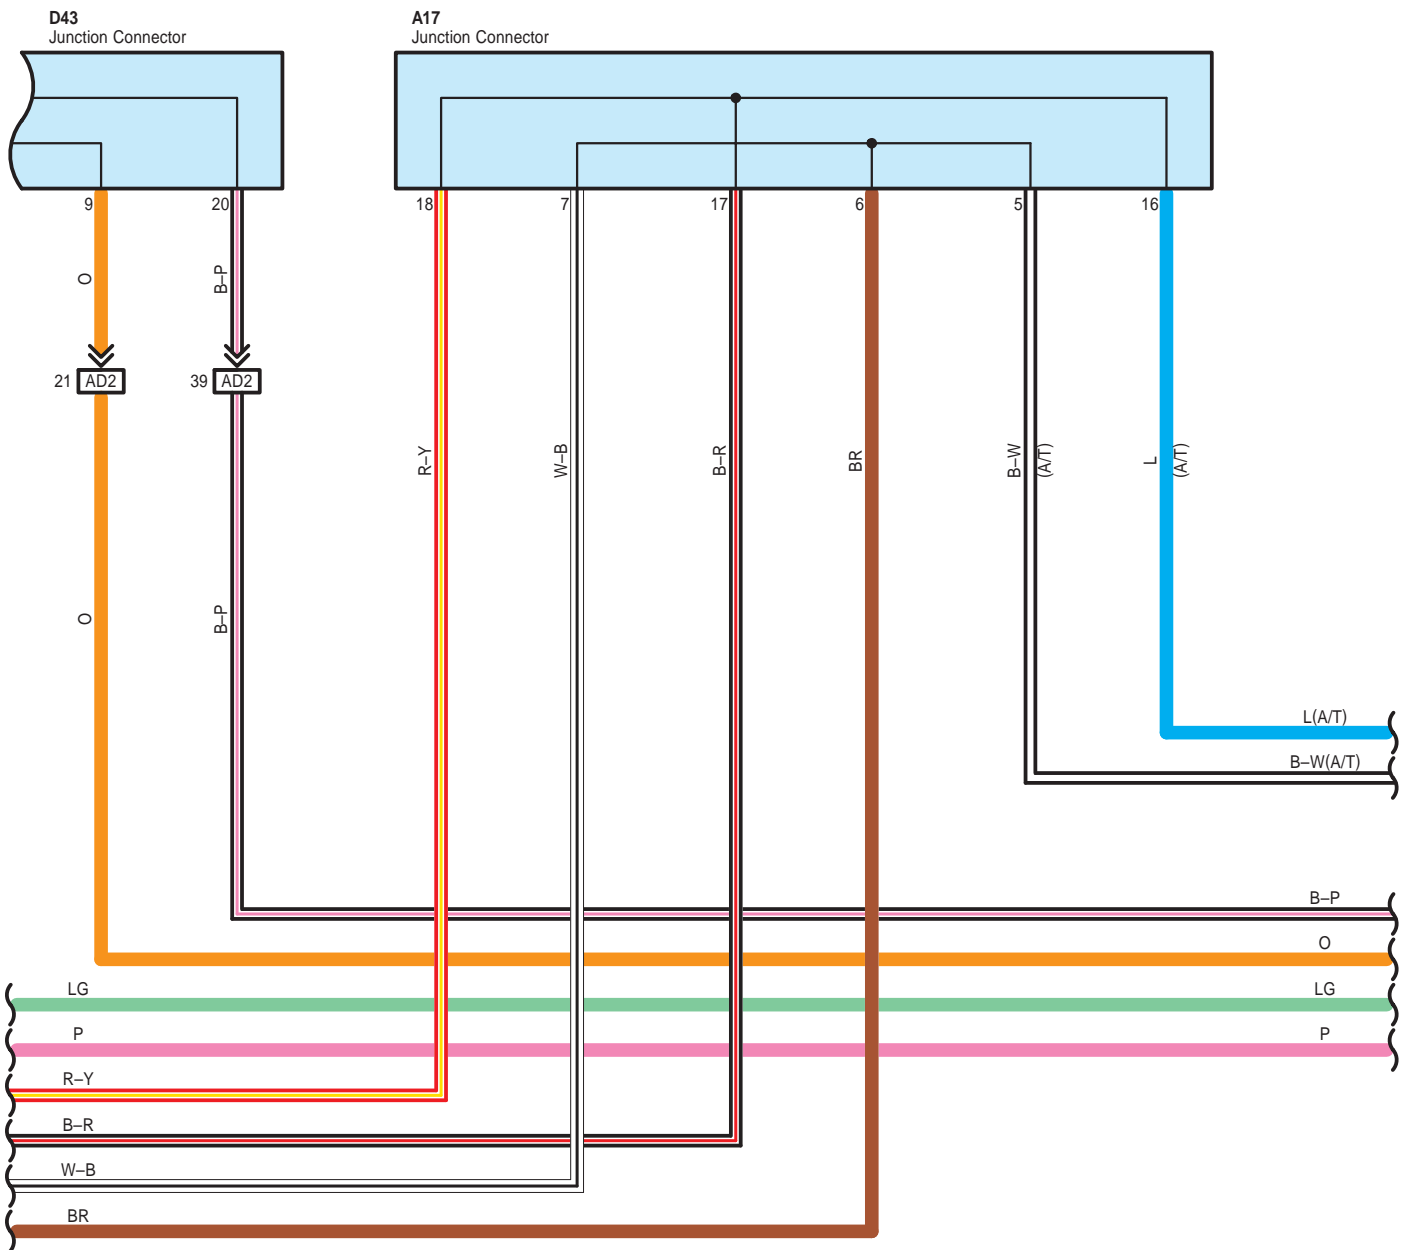 D43
Junction Connector
A17
Junction Connector
9
20
18
7
17
6
5
16
O
B–P
21 AD2
39 AD2
R–Y
W–B
B–R
BR
B–W
(A/T)
L
(A/T)
O
B–P
L(A/T)
B–W(A/T)
B–P
O
LG
LG
P
P
R–Y
B–R
W–B
BR